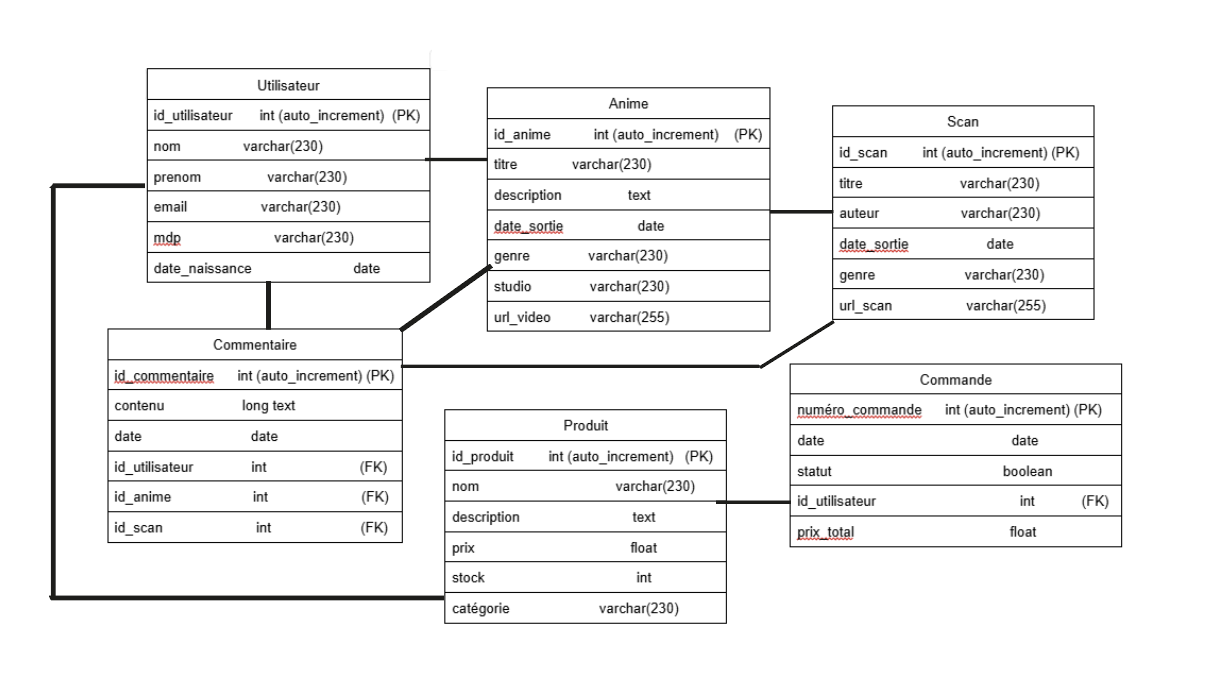 Utilisateur
id_utilisateur int (auto_increment) (PK)
nom varchar(230)
prenom varchar(230)
email varchar(230)
mdp varchar(230)
date_naissance date
Anime
id_anime int (auto_increment) (PK)
titre varchar(230)
description text
date_sortie date
genre varchar(230)
studio varchar(230)
url_video varchar(255)
Scan
id_scan int (auto_increment) (PK)
titre varchar(230)
auteur varchar(230)
date_sortie date
genre varchar(230)
url_scan varchar(255)
Commentaire
id_commentaire int (auto_increment) (PK)
contenu long text
date date
id_utilisateur int (FK)
id_anime int (FK)
id_scan int (FK)
Produit
id_produit int (auto_increment) (PK)
nom varchar(230)
description text
prix float
stock int
catégorie varchar(230)
Commande
numéro_commande int (auto_increment) (PK)
date date
statut boolean
id_utilisateur int (FK)
prix_total float